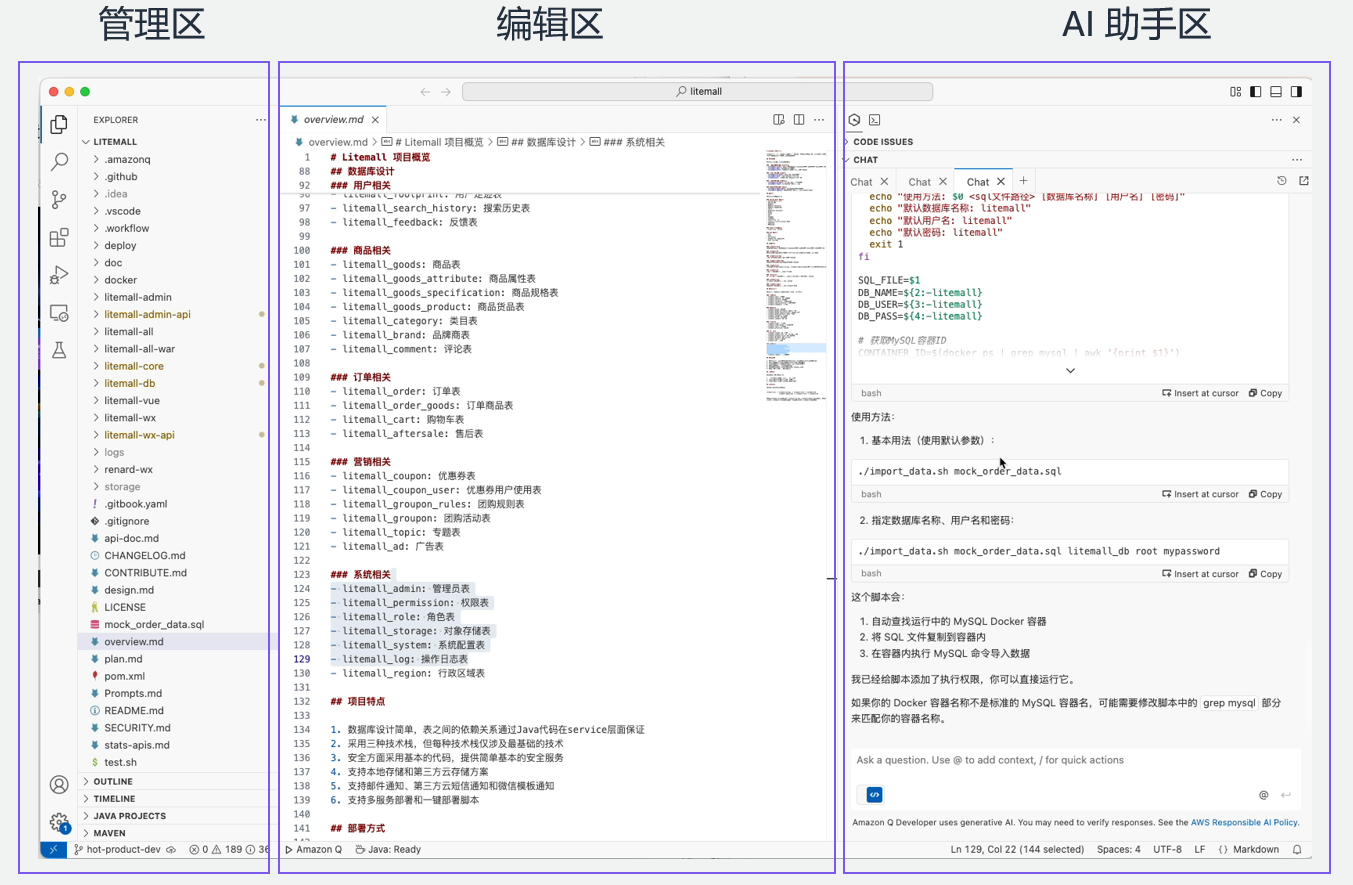 管理区
编辑区
AI 助手区
litemall
EXPLORER
LITEMALL
.amazonq
.github
.idea
.vscode
.workflow
deploy
doc
docker
litemall-admin
litemall-admin-api
litemall-all
litemall-all-war
litemall-core
litemall-db
litemall-vue
litemall-wx
litemall-wx-api
logs
renard-wx
storage
.gitbook.yaml
.gitignore
api-doc.md
CHANGELOG.md
CONTRIBUTE.md
design.md
LICENSE
mock_order_data.sql
overview.md
plan.md
pom.xml
Prompts.md
README.md
SECURITY.md
stats-apis.md
test.sh
OUTLINE
TIMELINE
JAVA PROJECTS
MAVEN
1
hot-product-dev
0 189 36
overview.md
overview.md > # Litemall 项目概览 > ## 数据库设计 > ### 系统相关
1 # Litemall 项目概览
88 ## 数据库设计
92 ### 用户相关
96 - litemall_footprint: 用户足迹表
97 - litemall_search_history: 搜索历史表
98 - litemall_feedback: 反馈表
99
100 ### 商品相关
101 - litemall_goods: 商品表
102 - litemall_goods_attribute: 商品属性表
103 - litemall_goods_specification: 商品规格表
104 - litemall_goods_product: 商品货品表
105 - litemall_category: 类目表
106 - litemall_brand: 品牌商表
107 - litemall_comment: 评论表
108
109 ### 订单相关
110 - litemall_order: 订单表
111 - litemall_order_goods: 订单商品表
112 - litemall_cart: 购物车表
113 - litemall_aftersale: 售后表
114
115 ### 营销相关
116 - litemall_coupon: 优惠券表
117 - litemall_coupon_user: 优惠券用户使用表
118 - litemall_groupon_rules: 团购规则表
119 - litemall_groupon: 团购活动表
120 - litemall_topic: 专题表
121 - litemall_ad: 广告表
122
123 ### 系统相关
124 - litemall_admin: 管理员表
125 - litemall_permission: 权限表
126 - litemall_role: 角色表
127 - litemall_storage: 对象存储表
128 - litemall_system: 系统配置表
129 - litemall_log: 操作日志表
130 - litemall_region: 行政区域表
131
132 ## 项目特点
133
134 1. 数据库设计简单，表之间的依赖关系通过Java代码在service层面保证
135 2. 采用三种技术栈，但每种技术栈仅涉及最基础的技术
136 3. 安全方面采用基本的代码，提供简单基本的安全服务
137 4. 支持本地存储和第三方云存储方案
138 5. 支持邮件通知、第三方云短信通知和微信模板通知
139 6. 支持多服务部署和一键部署脚本
140
141 ## 部署方式
Amazon Q Java: Ready
CODE ISSUES
CHAT
Chat Chat Chat
echo "使用方法: $0 <sql文件路径> [数据库名称] [用户名] [密码]"
echo "默认数据库名称: litemall"
echo "默认用户名: litemall"
echo "默认密码: litemall"
exit 1
fi
SQL_FILE=$1
DB_NAME=${2:-litemall}
DB_USER=${3:-litemall}
DB_PASS=${4:-litemall}
# 获取MySQL容器ID
CONTAINER_ID=$(docker ps | grep mysql | awk '{print $1}')
bash Insert at cursor Copy
使用方法：
1. 基本用法（使用默认参数）：
./import_data.sh mock_order_data.sql
bash Insert at cursor Copy
2. 指定数据库名称、用户名和密码：
./import_data.sh mock_order_data.sql litemall_db root mypassword
bash Insert at cursor Copy
这个脚本会：
1. 自动查找运行中的 MySQL Docker 容器
2. 将 SQL 文件复制到容器内
3. 在容器内执行 MySQL 命令导入数据
我已经给脚本添加了执行权限，你可以直接运行它。
如果你的 Docker 容器名称不是标准的 MySQL 容器名，可能需要修改脚本中的 grep mysql 部分
来匹配你的容器名称。
Ask a question. Use @ to add context, / for quick actions
@
Amazon Q Developer uses generative AI. You may need to verify responses. See the AWS Responsible AI Policy.
Ln 129, Col 22 (144 selected) Spaces: 4 UTF-8 LF {} Markdown